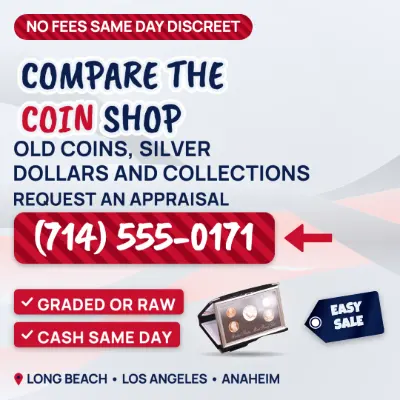 NO FEES SAME DAY DISCREET
COMPARE THE
COIN SHOP
OLD COINS, SILVER
DOLLARS AND COLLECTIONS
REQUEST AN APPRAISAL
(714) 555-0171
GRADED OR RAW
CASH SAME DAY
EASY
SALE
LONG BEACH • LOS ANGELES • ANAHEIM